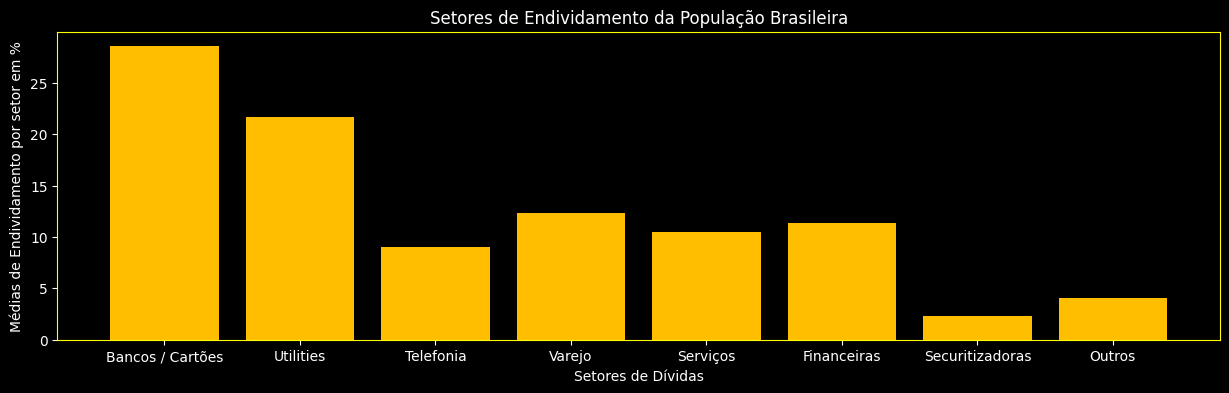 Setores de Endividamento da População Brasileira
Médias de Endividamento por setor em %
25
20
15
10
5
0
Bancos / Cartões Utilities Telefonia Varejo Serviços Financeiras Securitizadoras Outros
Setores de Dívidas